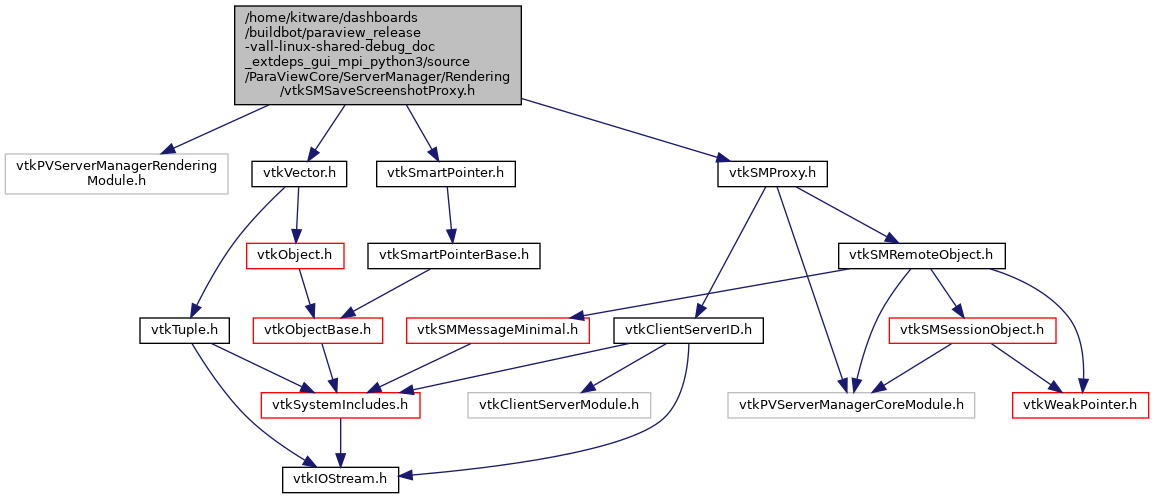 /home/kitware/dashboards
/buildbot/paraview_release
-vall-linux-shared-debug_doc
_extdeps_gui_mpi_python3/source
/ParaViewCore/ServerManager/Rendering
/vtkSMSaveScreenshotProxy.h
vtkPVServerManagerRendering
Module.h
vtkVector.h
vtkSmartPointer.h
vtkSMProxy.h
vtkObject.h
vtkSmartPointerBase.h
vtkSMRemoteObject.h
vtkTuple.h
vtkObjectBase.h
vtkSMMessageMinimal.h
vtkClientServerID.h
vtkSMSessionObject.h
vtkSystemIncludes.h
vtkClientServerModule.h
vtkPVServerManagerCoreModule.h
vtkWeakPointer.h
vtkIOStream.h